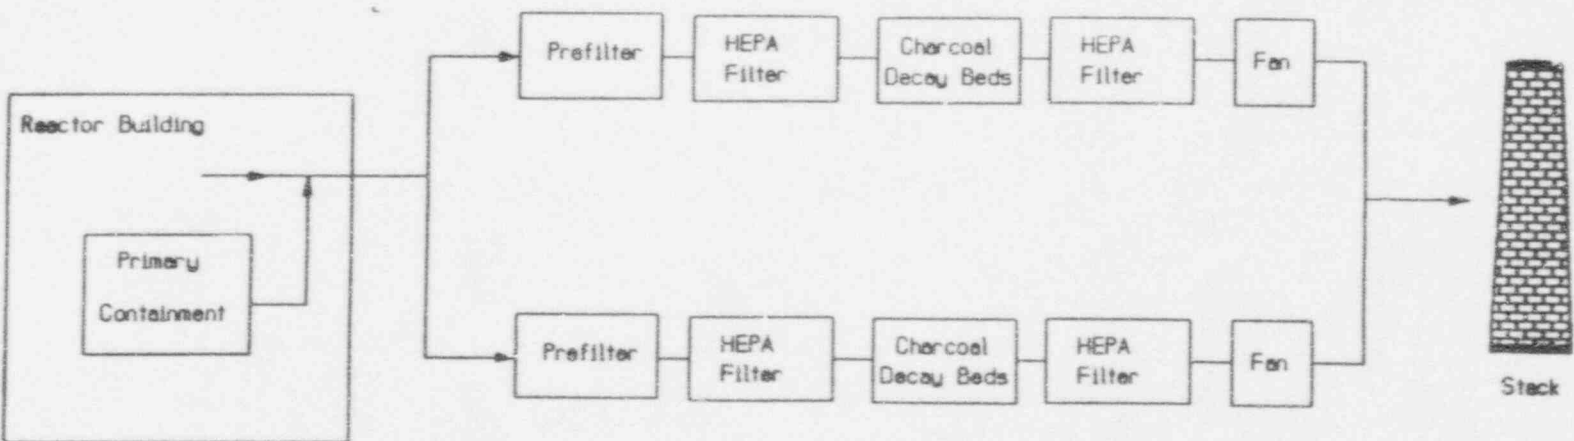 Reactor Building
Primary
Containment
Prefilter
HEPA
Filter
Charcoal
Decay Beds
HEPA
Filter
Fan
Prefilter
HEPA
Filter
Charcoal
Decay Beds
HEPA
Filter
Fan
Stack